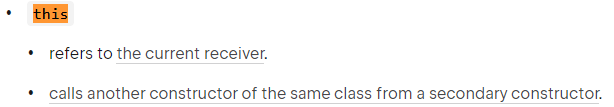 this
refers to the current receiver.
calls another constructor of the same class from a secondary constructor.